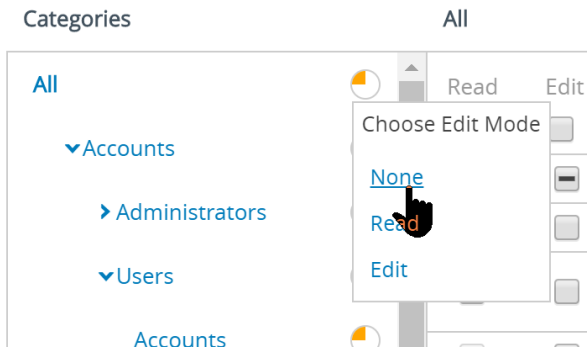 Categories
All
All
Read
Edit
Choose Edit Mode
Accounts
None
Administrators
Read
Users
Edit
Accounts